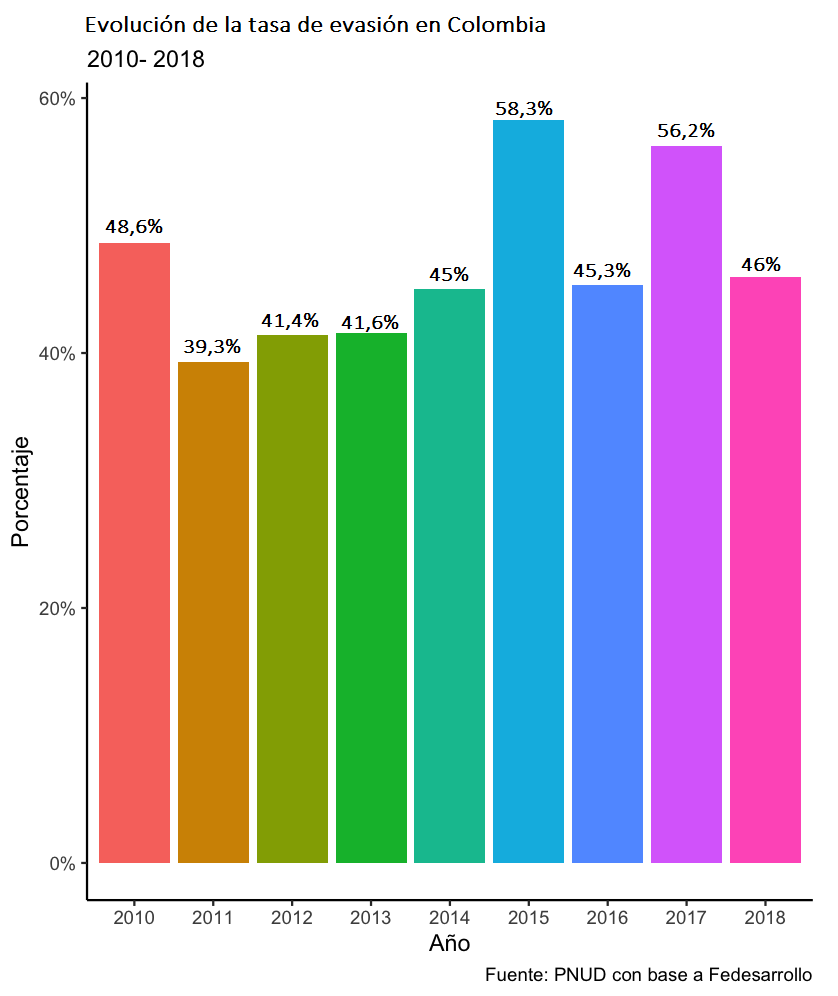 Evolución de la tasa de evasión en Colombia
2010- 2018
60%
40%
20%
0%
Porcentaje
48,6%
39,3%
41,4%
41,6%
45%
58,3%
45,3%
56,2%
46%
2010 2011 2012 2013 2014 2015 2016 2017 2018
Año
Fuente: PNUD con base a Fedesarrollo